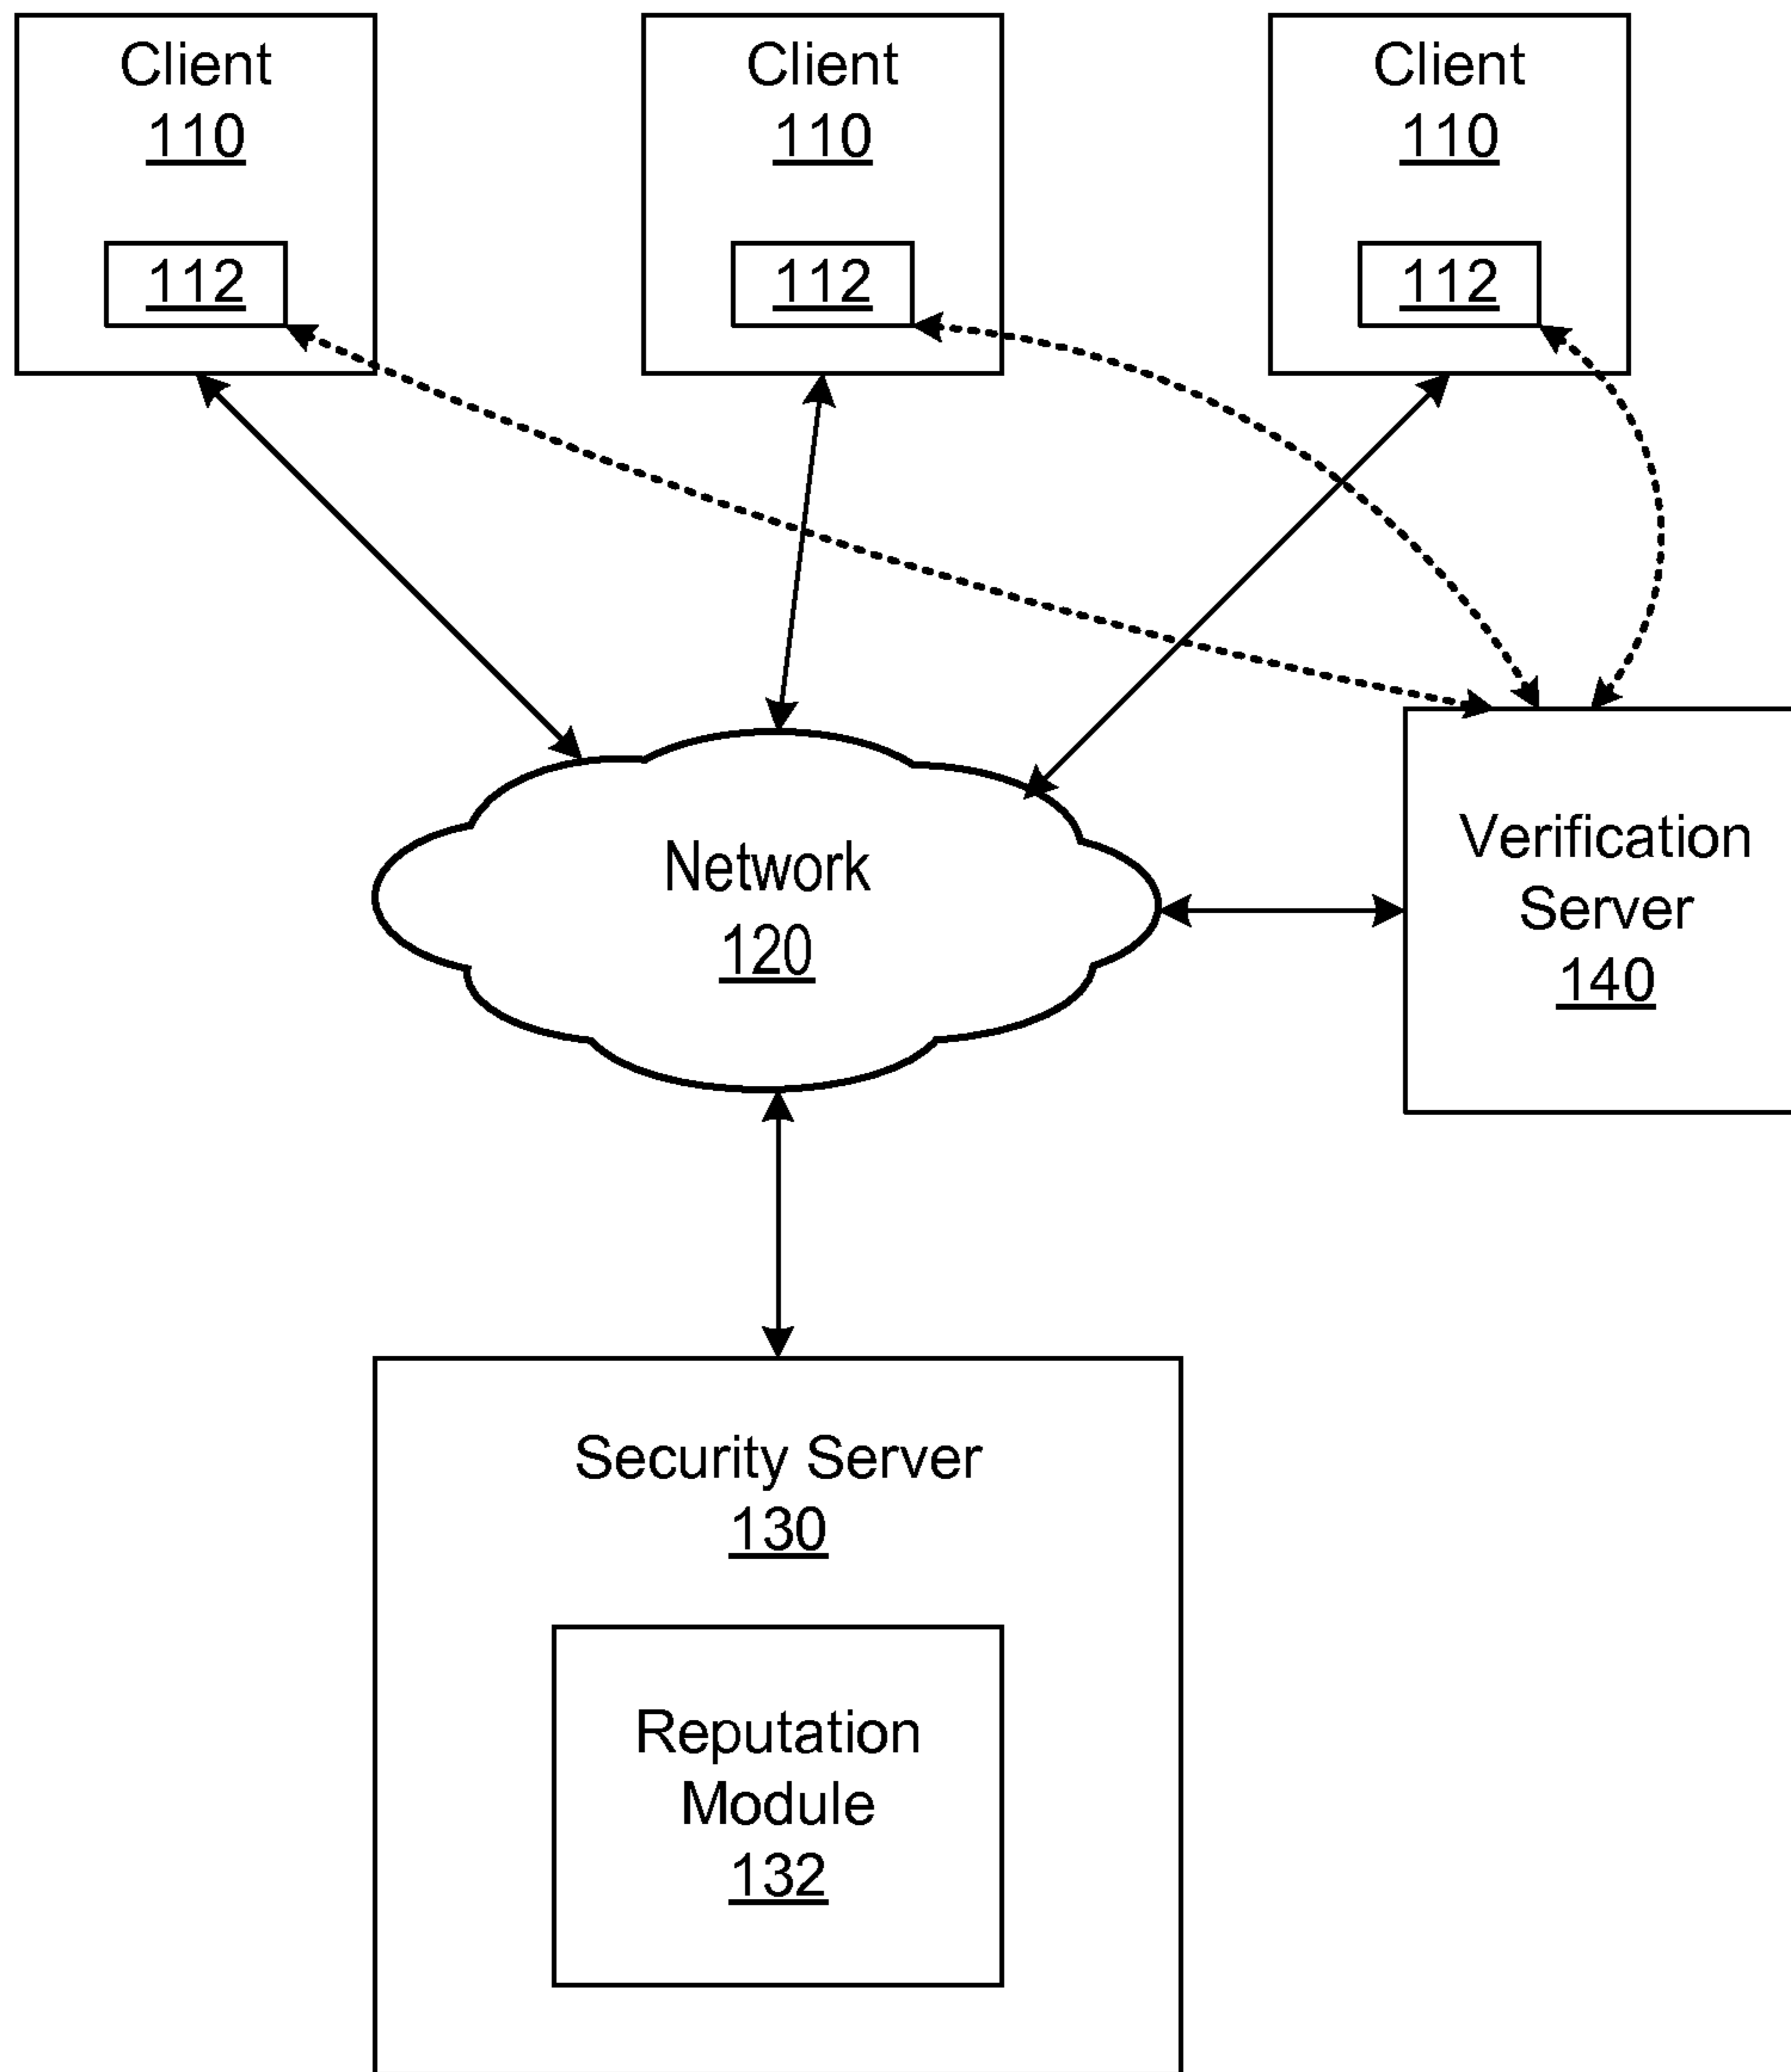 Client
110
112
Client
110
112
Client
110
112
Network
120
Verification
Server
140
Security Server
130
Reputation
Module
132